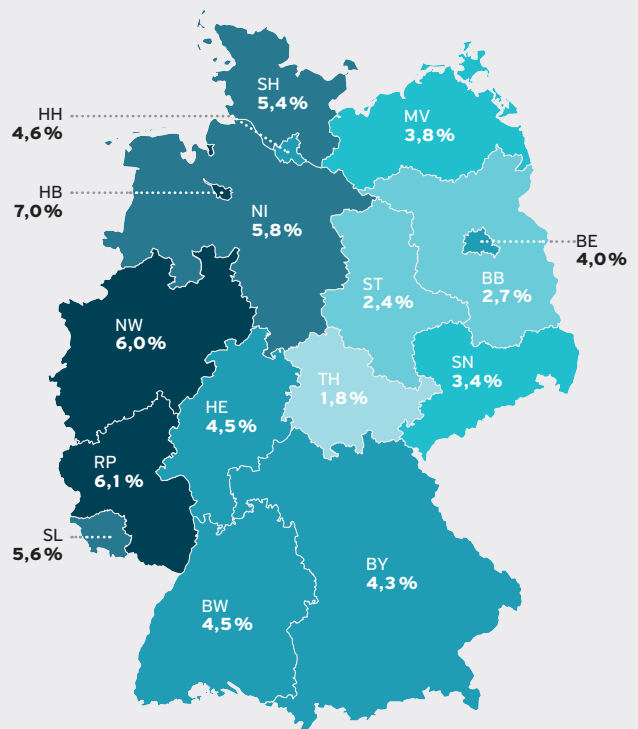 SH
5,4%
HH
4,6%
MV
3,8%
HB
7,0%
NI
5,8%
BE
4,0%
ST
2,4%
BB
2,7%
NW
6,0%
SN
3,4%
TH
1,8%
HE
4,5%
RP
6,1%
SL
5,6%
BY
4,3%
BW
4,5%